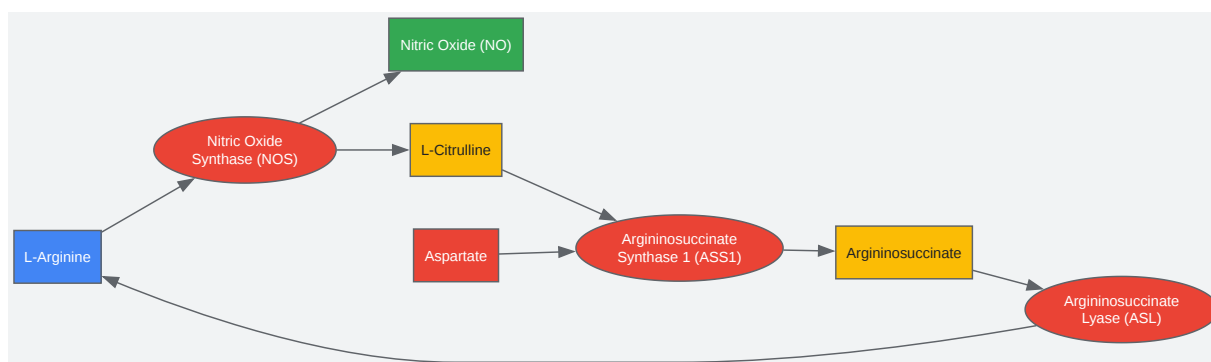 Nitric Oxide (NO)
Nitric Oxide
Synthase (NOS)
L-Citrulline
L-Arginine
Aspartate
Argininosuccinate
Synthase 1 (ASS1)
Argininosuccinate
Argininosuccinate
Lyase (ASL)